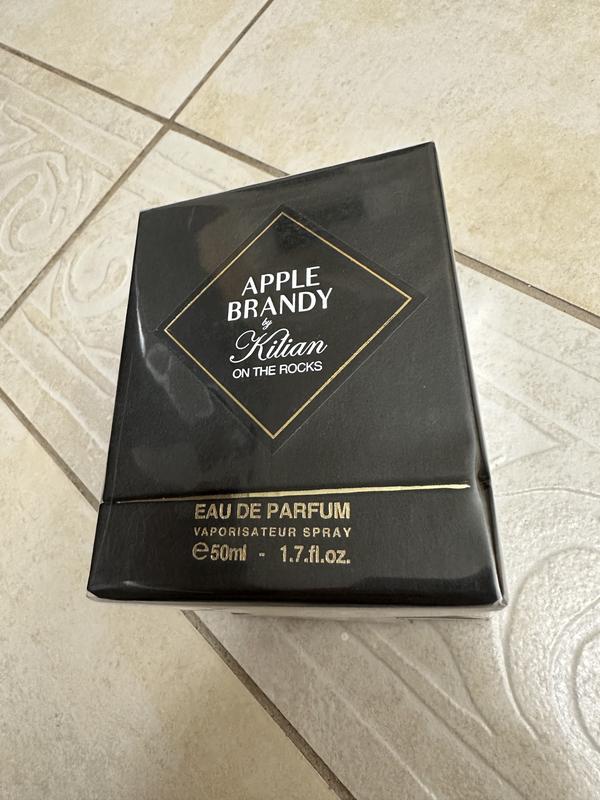 APPLE
BRANDY
by
Kilian
ON THE ROCKS
EAU DE PARFUM
VAPORISATEUR SPRAY
℮50ml - 1.7.fl.oz.